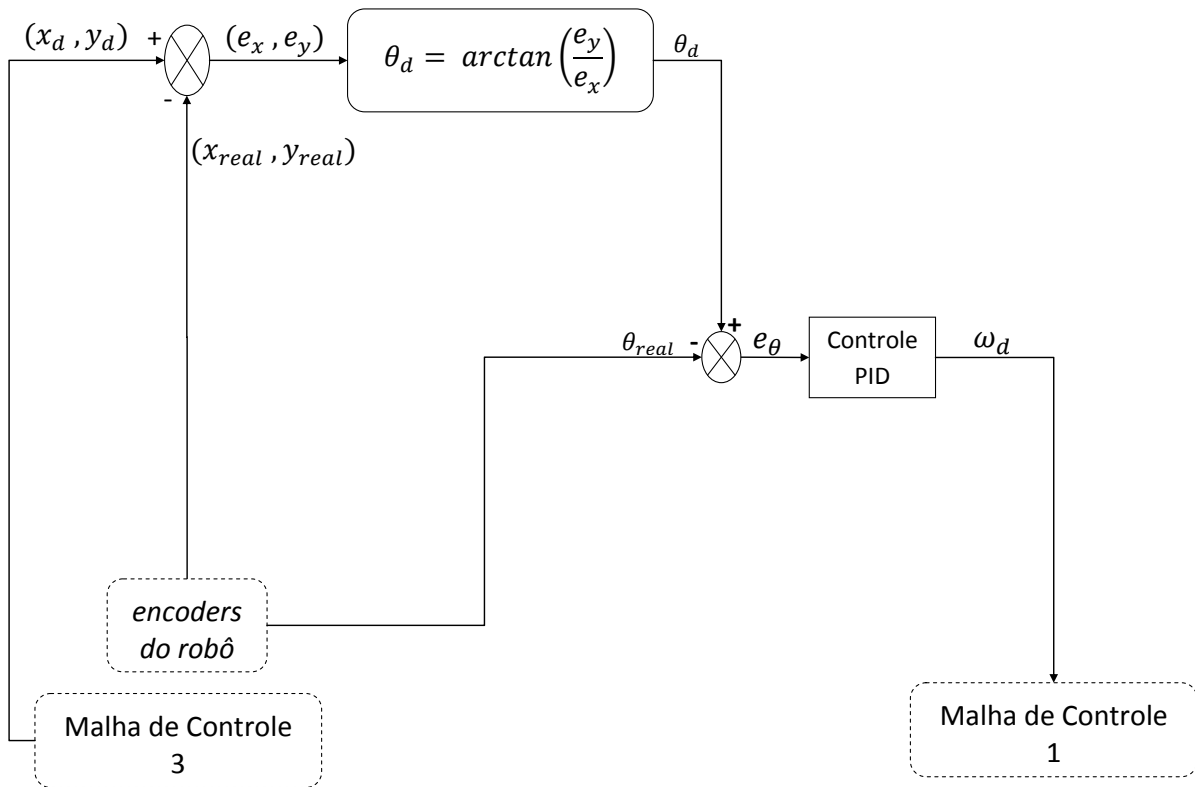 (x_d , y_d)
+
-
(e_x , e_y)
θ_d = arctan(e_y/e_x)
θ_d
(x_real , y_real)
θ_real
-
+
e_θ
Controle
PID
ω_d
encoders
do robô
Malha de Controle
3
Malha de Controle
1